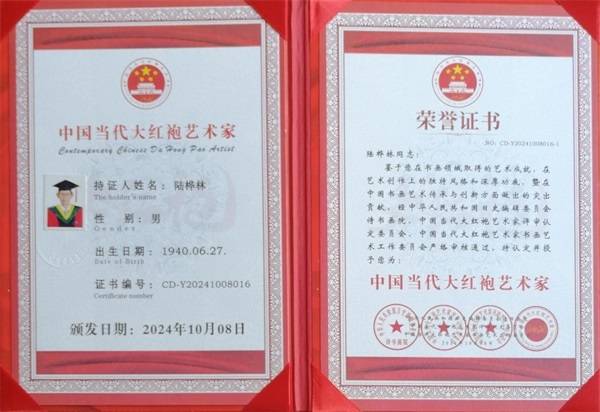 中国当代大红袍艺术家
Contemporary Chinese Da Hong Pao Artist
持证人姓名：陆桦林
The holder's name
性 别：男
Gender
出生日期：1940.06.27.
Date of Birth
证书编号：CD-Y20241008016
Certificate number
颁发日期：2024年10月08日
荣誉证书
NO：CD-Y20241008016-1
陆桦林同志：
鉴于您在书画领域取得的艺术成就，在
艺术创作上的独特风格和深厚功底，暨在
中国书画艺术传承与创新方面做出的突出
贡献。经中华人民共和国日史编辑委员会
诗书画院、中国当代大红袍艺术家评审认
定委员会、中国当代大红袍艺术家书画艺
术工作委员会严格审核通过，特认定并授
予您为：
中国当代大红袍艺术家